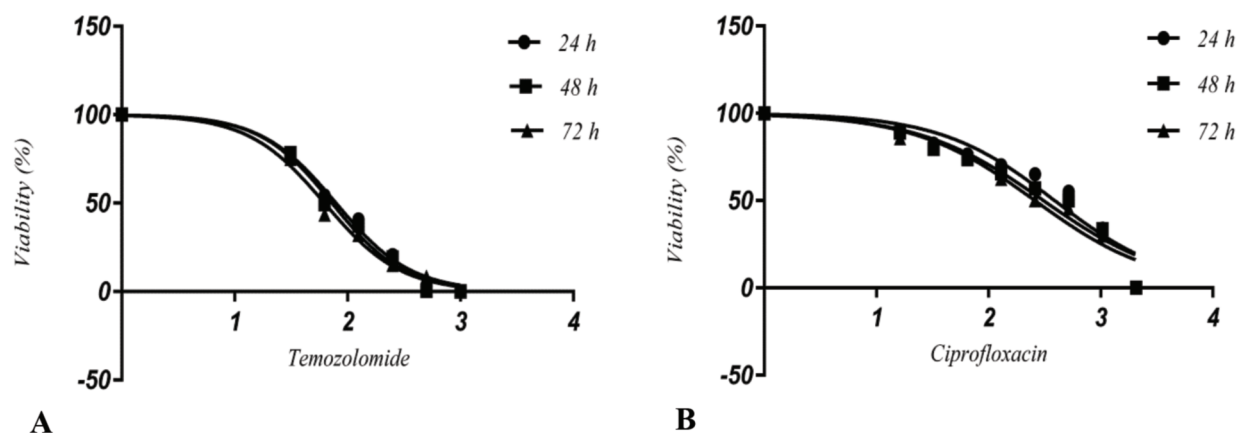 150
100
50
0
-50
1 2 3 4
Viability (%)
Temozolomide
24 h
48 h
72 h
A
150
100
50
0
-50
1 2 3 4
Viability (%)
Ciprofloxacin
24 h
48 h
72 h
B